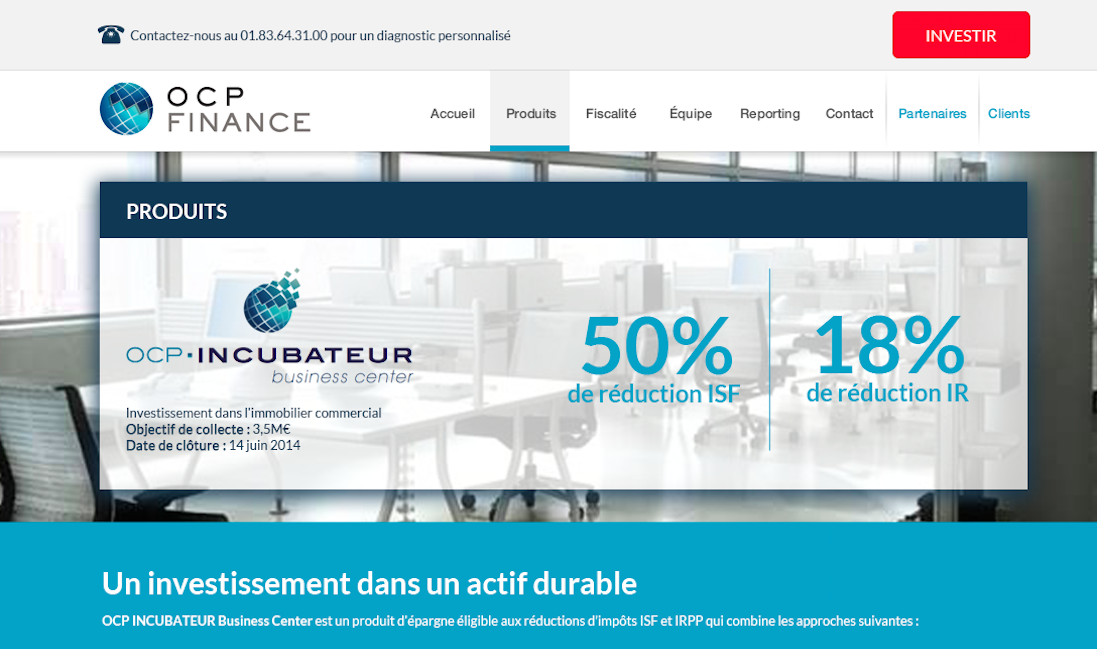 Contactez-nous au 01.83.64.31.00 pour un diagnostic personnalisé
INVESTIR
OCP
FINANCE
Accueil Produits Fiscalité Équipe Reporting Contact Partenaires Clients
PRODUITS
OCP·INCUBATEUR
business center
Investissement dans l'immobilier commercial
Objectif de collecte : 3,5M€
Date de clôture : 14 juin 2014
50%
de réduction ISF
18%
de réduction IR
Un investissement dans un actif durable
OCP INCUBATEUR Business Center est un produit d'épargne éligible aux réductions d'impôts ISF et IRPP qui combine les approches suivantes :